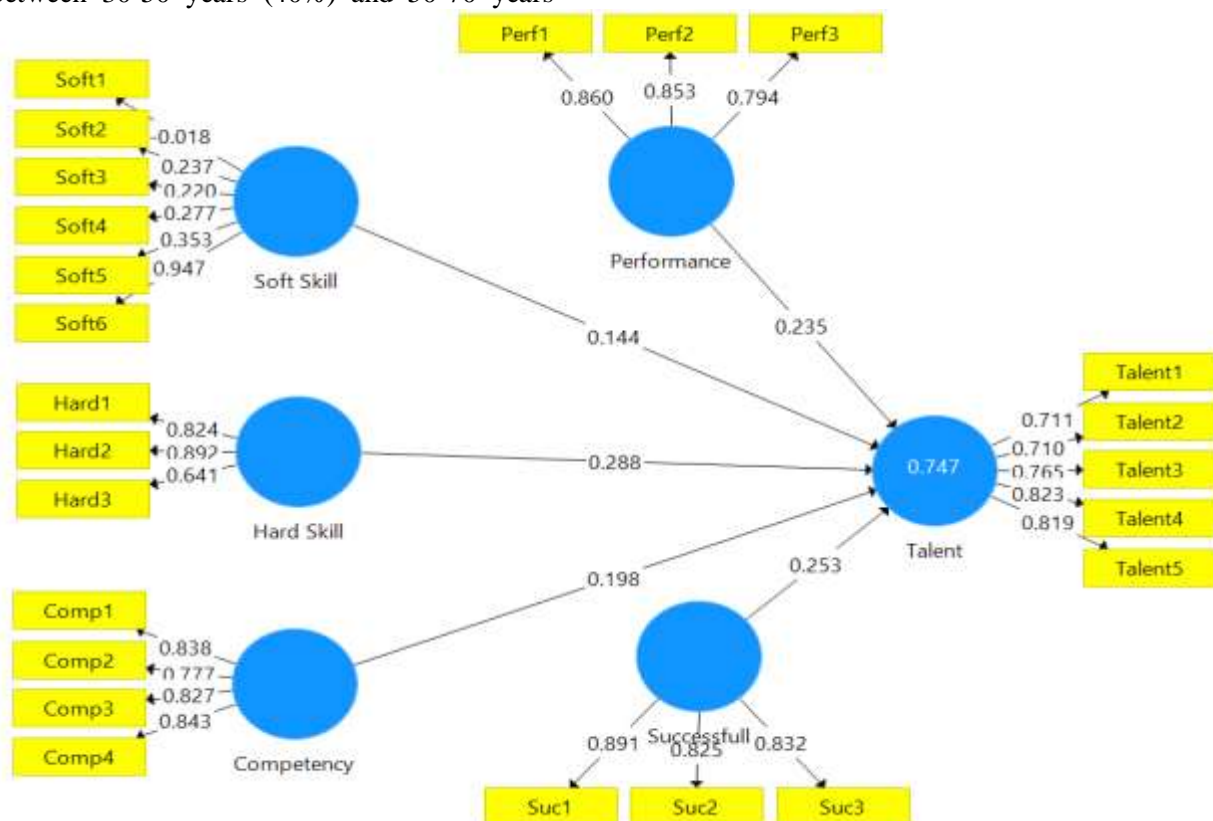 between years and years
Perf1
Perf2
Perf3
0.860
0.853
0.794
Performance
Soft1
Soft2
Soft3
Soft4
Soft5
Soft6
-0.018
0.237
0.220
0.277
0.353
0.947
Soft Skill
0.144
0.235
Hard1
Hard2
Hard3
0.824
0.892
0.641
Hard Skill
0.288
0.747
Talent
0.711
0.710
0.765
0.823
0.819
Talent1
Talent2
Talent3
Talent4
Talent5
Comp1
Comp2
Comp3
Comp4
0.838
0.777
0.827
0.843
Competency
0.198
0.253
Successfull
0.891
0.825
0.832
Suc1
Suc2
Suc3